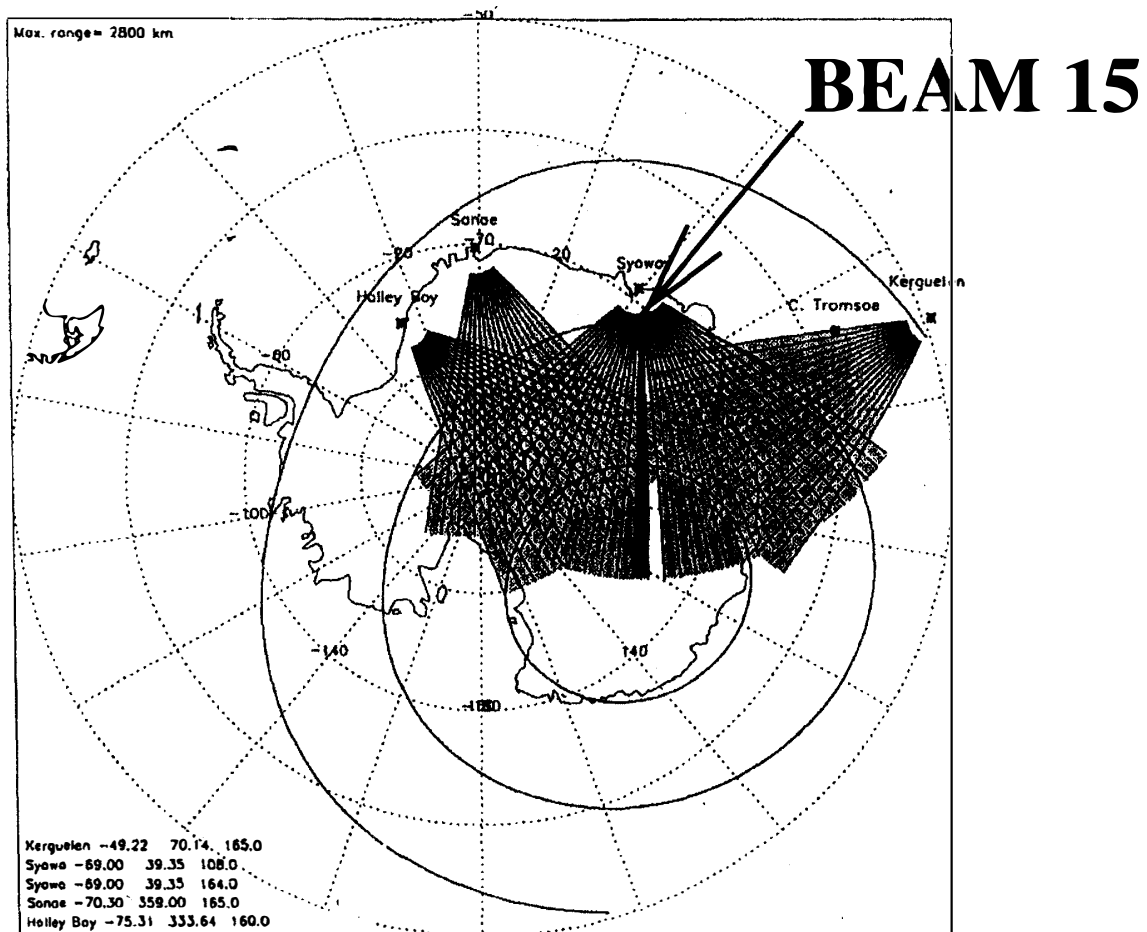 -50
Max. range= 2800 km
BEAM 15
Sanae
-70
-20
-80
Syowa
Kerguelen
Halley Bay
C. Tromsoe
-80
-100
-140
140
Kerguelen -49.22 70.14. 165.0
Syowa -69.00 39.35 108.0
Syowa -69.00 39.35 164.0
Sanae -70.30 359.00 165.0
Halley Bay -75.31 333.64 160.0